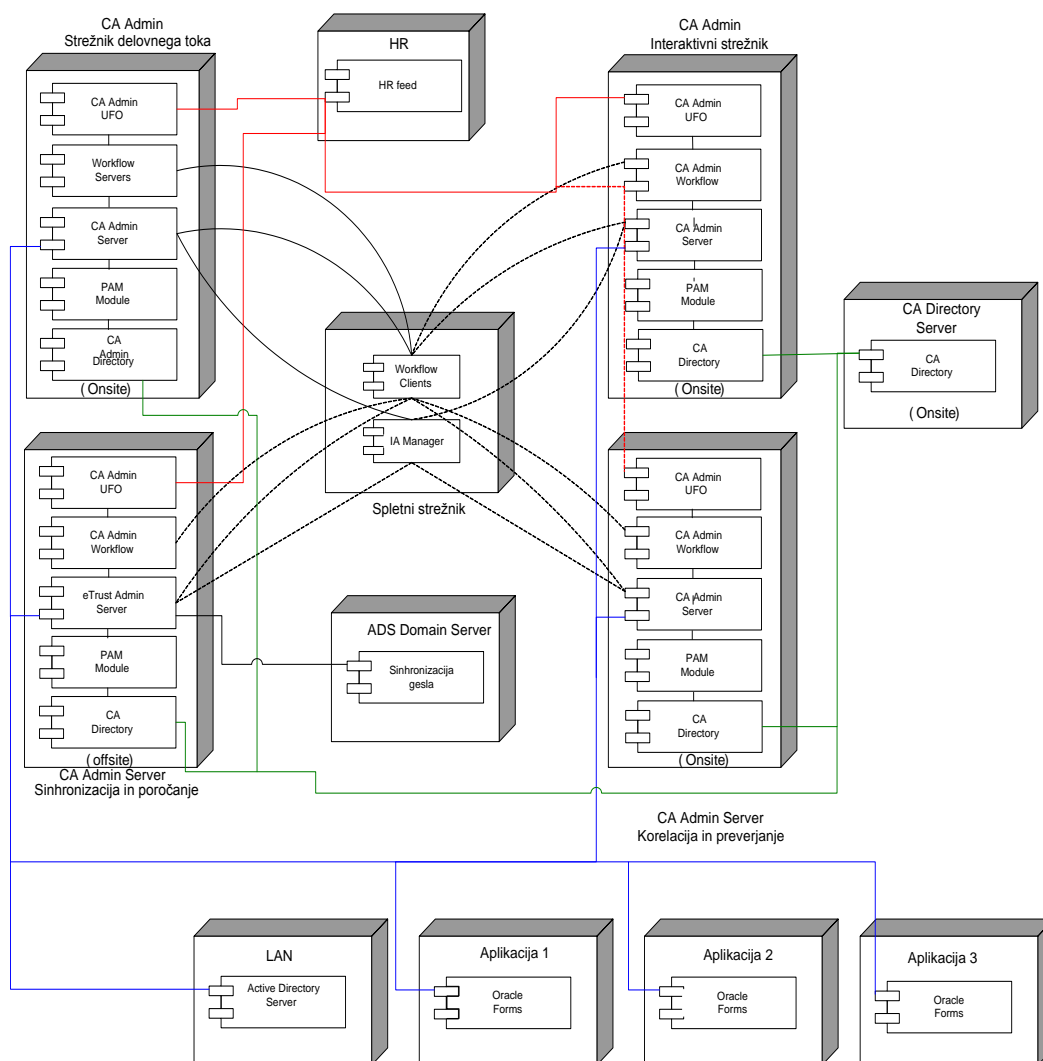 CA Admin
Strežnik delovnega toka
CA Admin
UFO
Workflow
Servers
CA Admin
Server
PAM
Module
CA
Admin
Directory
(Onsite)
HR
HR feed
CA Admin
Interaktivni strežnik
CA Admin
UFO
CA Admin
Workflow
CA Admin
Server
PAM
Module
CA
Directory
(Onsite)
CA Directory
Server
CA
Directory
(Onsite)
Workflow
Clients
IA Manager
Spletni strežnik
CA Admin
UFO
CA Admin
Workflow
eTrust Admin
Server
PAM
Module
CA
Directory
(offsite)
CA Admin Server
Sinhronizacija in poročanje
ADS Domain Server
Sinhronizacija
gesla
CA Admin
UFO
CA Admin
Workflow
CA Admin
Server
PAM
Module
CA
Directory
(Onsite)
CA Admin Server
Korelacija in preverjanje
LAN
Active Directory
Server
Aplikacija 1
Oracle
Forms
Aplikacija 2
Oracle
Forms
Aplikacija 3
Oracle
Forms